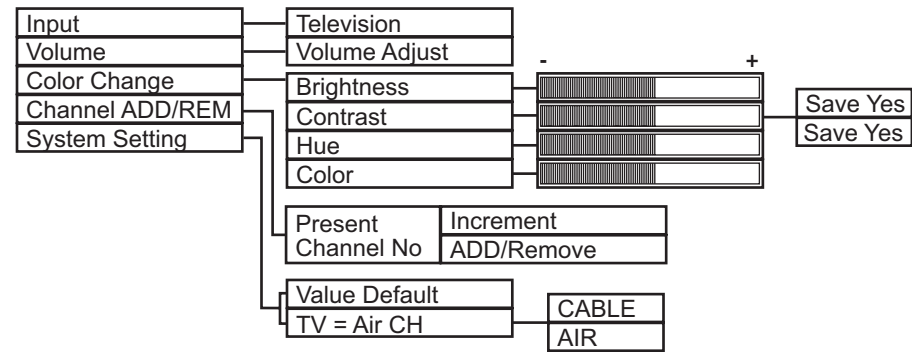 Input
Volume
Color Change
Channel ADD/REM
System Setting
Television
Volume Adjust
Brightness
Contrast
Hue
Color
- +
Save Yes
Save Yes
Present
Channel No
Increment
ADD/Remove
Value Default
TV = Air CH
CABLE
AIR